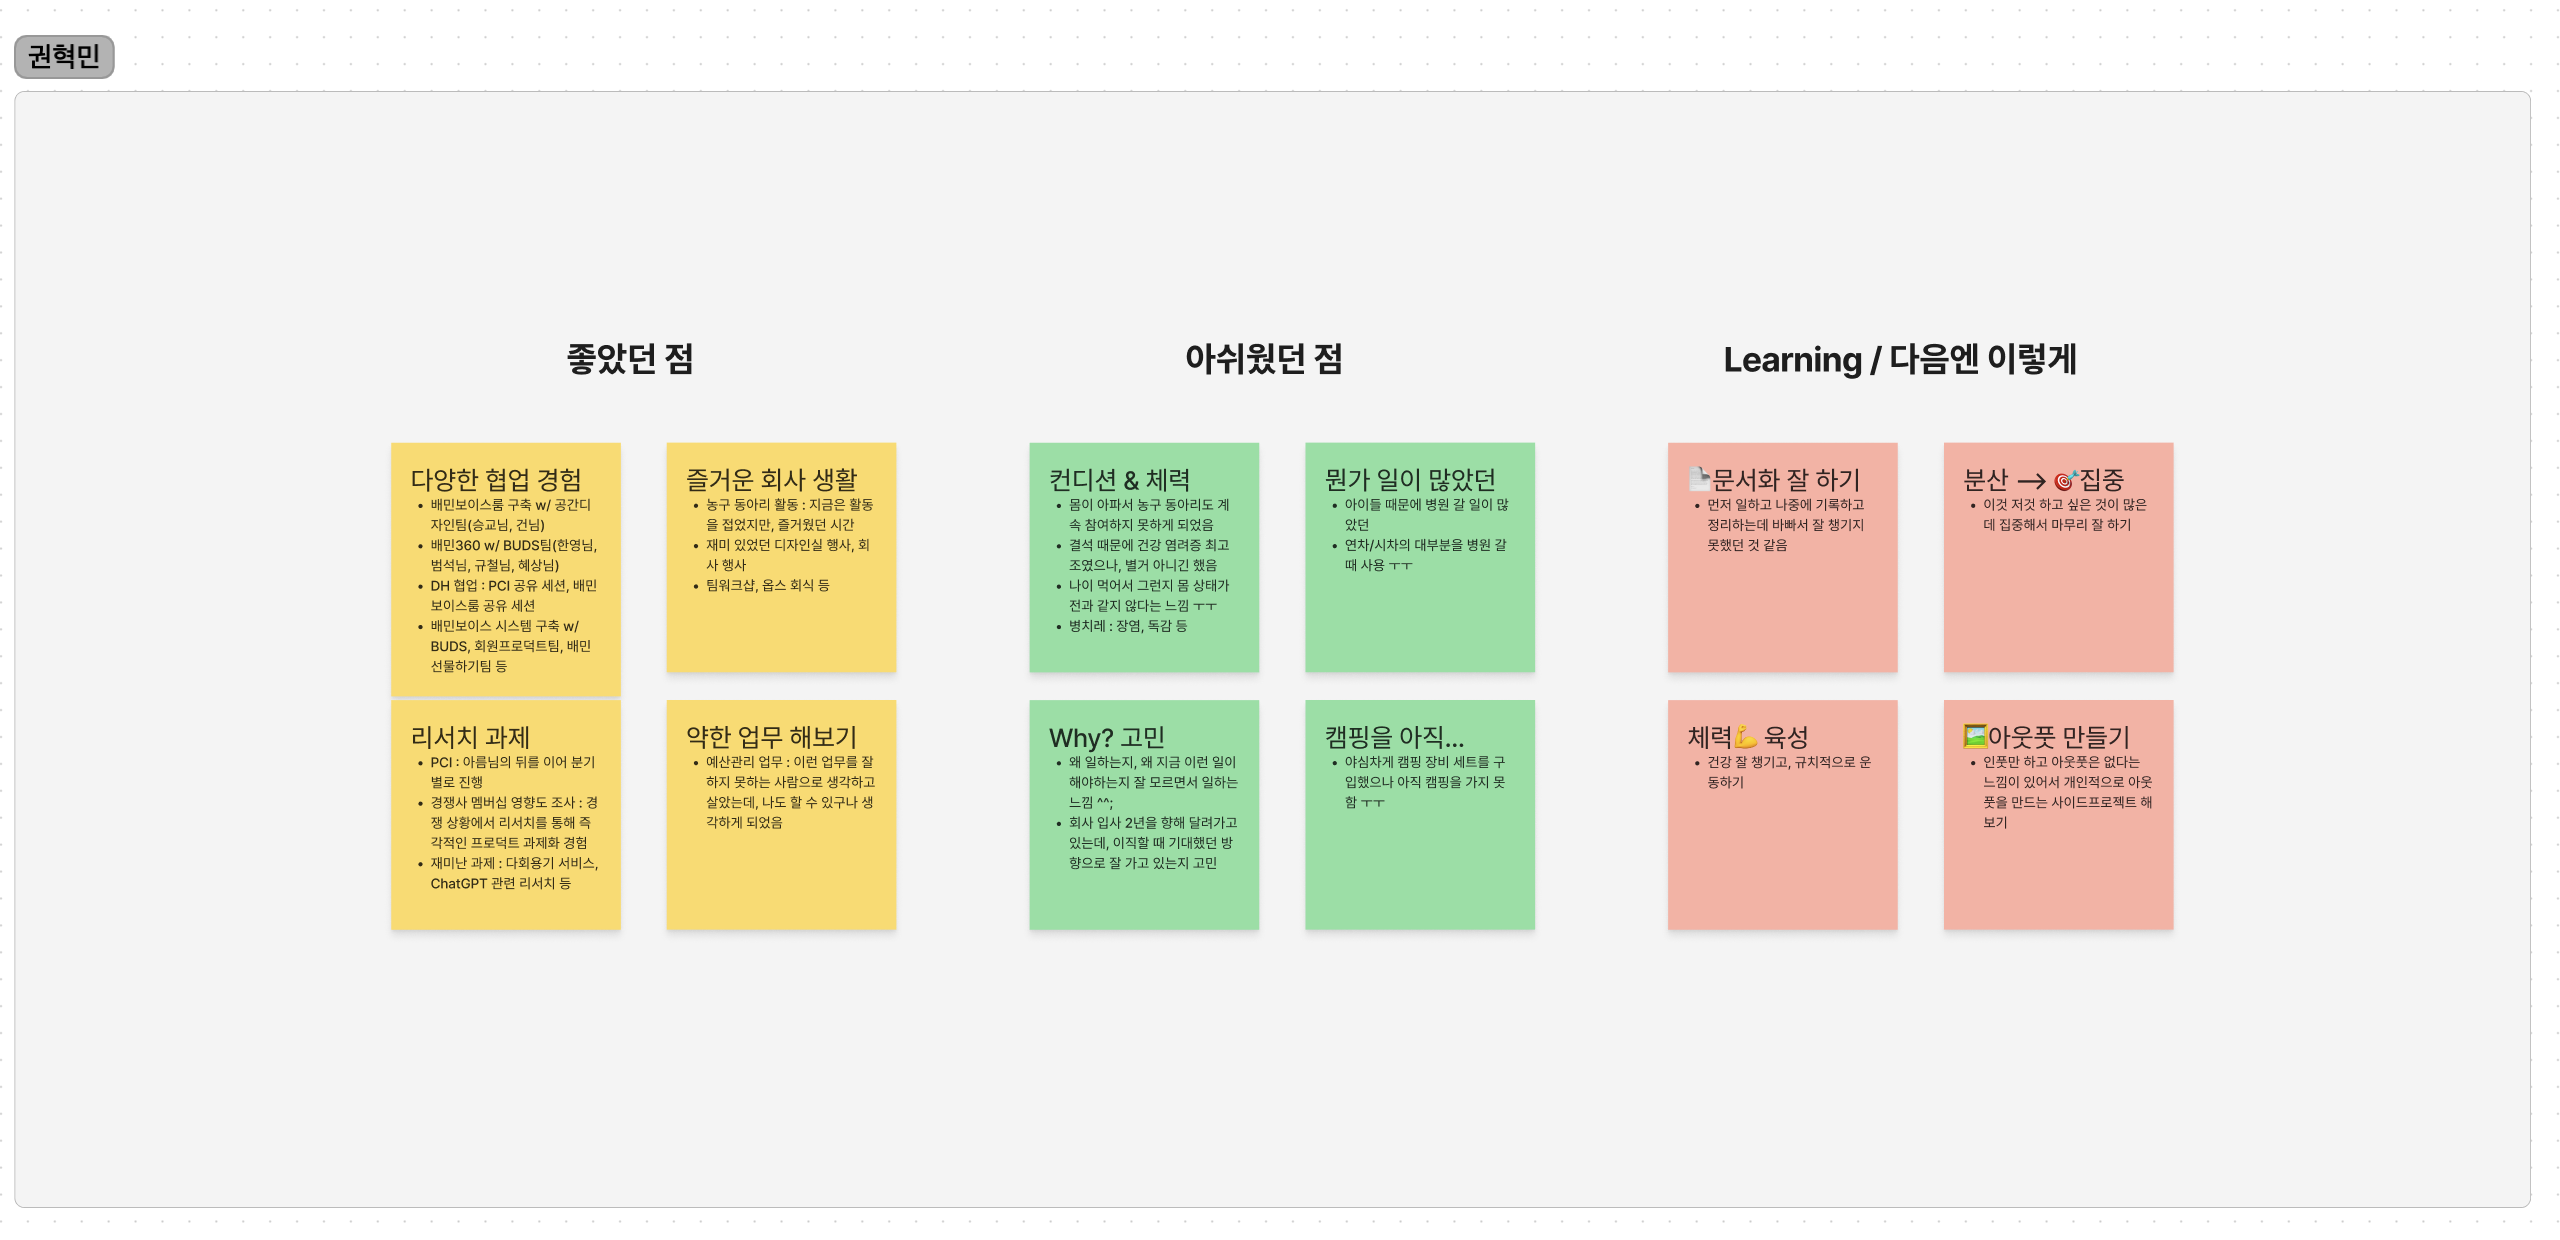 권혁민
좋았던 점
다양한 협업 경험
• 배민보이스룸 구축 w/ 공간디
자인팀(승교님, 건님)
• 배민360 w/ BUDS팀(한영님,
범석님, 규철님, 혜상님)
• DH 협업 : PCI 공유 세션, 배민
보이스룸 공유 세션
• 배민보이스 시스템 구축 w/
BUDS, 회원프로덕트팀, 배민
선물하기팀 등
즐거운 회사 생활
• 농구 동아리 활동 : 지금은 활동
을 접었지만, 즐거웠던 시간
• 재미 있었던 디자인실 행사, 회
사 행사
• 팀워크샵, 옵스 회식 등
리서치 과제
• PCI : 아름님의 뒤를 이어 분기
별로 진행
• 경쟁사 멤버십 영향도 조사 : 경
쟁 상황에서 리서치를 통해 즉
각적인 프로덕트 과제화 경험
• 재미난 과제 : 다회용기 서비스,
ChatGPT 관련 리서치 등
약한 업무 해보기
• 예산관리 업무 : 이런 업무를 잘
하지 못하는 사람으로 생각하고
살았는데, 나도 할 수 있구나 생
각하게 되었음
아쉬웠던 점
컨디션 & 체력
• 몸이 아파서 농구 동아리도 계
속 참여하지 못하게 되었음
• 결석 때문에 건강 염려증 최고
조였으나, 별거 아니긴 했음
• 나이 먹어서 그런지 몸 상태가
전과 같지 않다는 느낌 ㅜㅜ
• 병치레 : 장염, 독감 등
뭔가 일이 많았던
• 아이들 때문에 병원 갈 일이 많
았던
• 연차/시차의 대부분을 병원 갈
때 사용 ㅜㅜ
Why? 고민
• 왜 일하는지, 왜 지금 이런 일이
해야하는지 잘 모르면서 일하는
느낌 ^^;
• 회사 입사 2년을 향해 달려가고
있는데, 이직할 때 기대했던 방
향으로 잘 가고 있는지 고민
캠핑을 아직...
• 야심차게 캠핑 장비 세트를 구
입했으나 아직 캠핑을 가지 못
함 ㅜㅜ
Learning / 다음엔 이렇게
문서화 잘 하기
• 먼저 일하고 나중에 기록하고
정리하는데 바빠서 잘 챙기지
못했던 것 같음
분산 → 🎯집중
• 이것 저것 하고 싶은 것이 많은
데 집중해서 마무리 잘 하기
체력💪 육성
• 건강 잘 챙기고, 규칙적으로 운
동하기
🖼️아웃풋 만들기
• 인풋만 하고 아웃풋은 없다는
느낌이 있어서 개인적으로 아웃
풋을 만드는 사이드프로젝트 해
보기